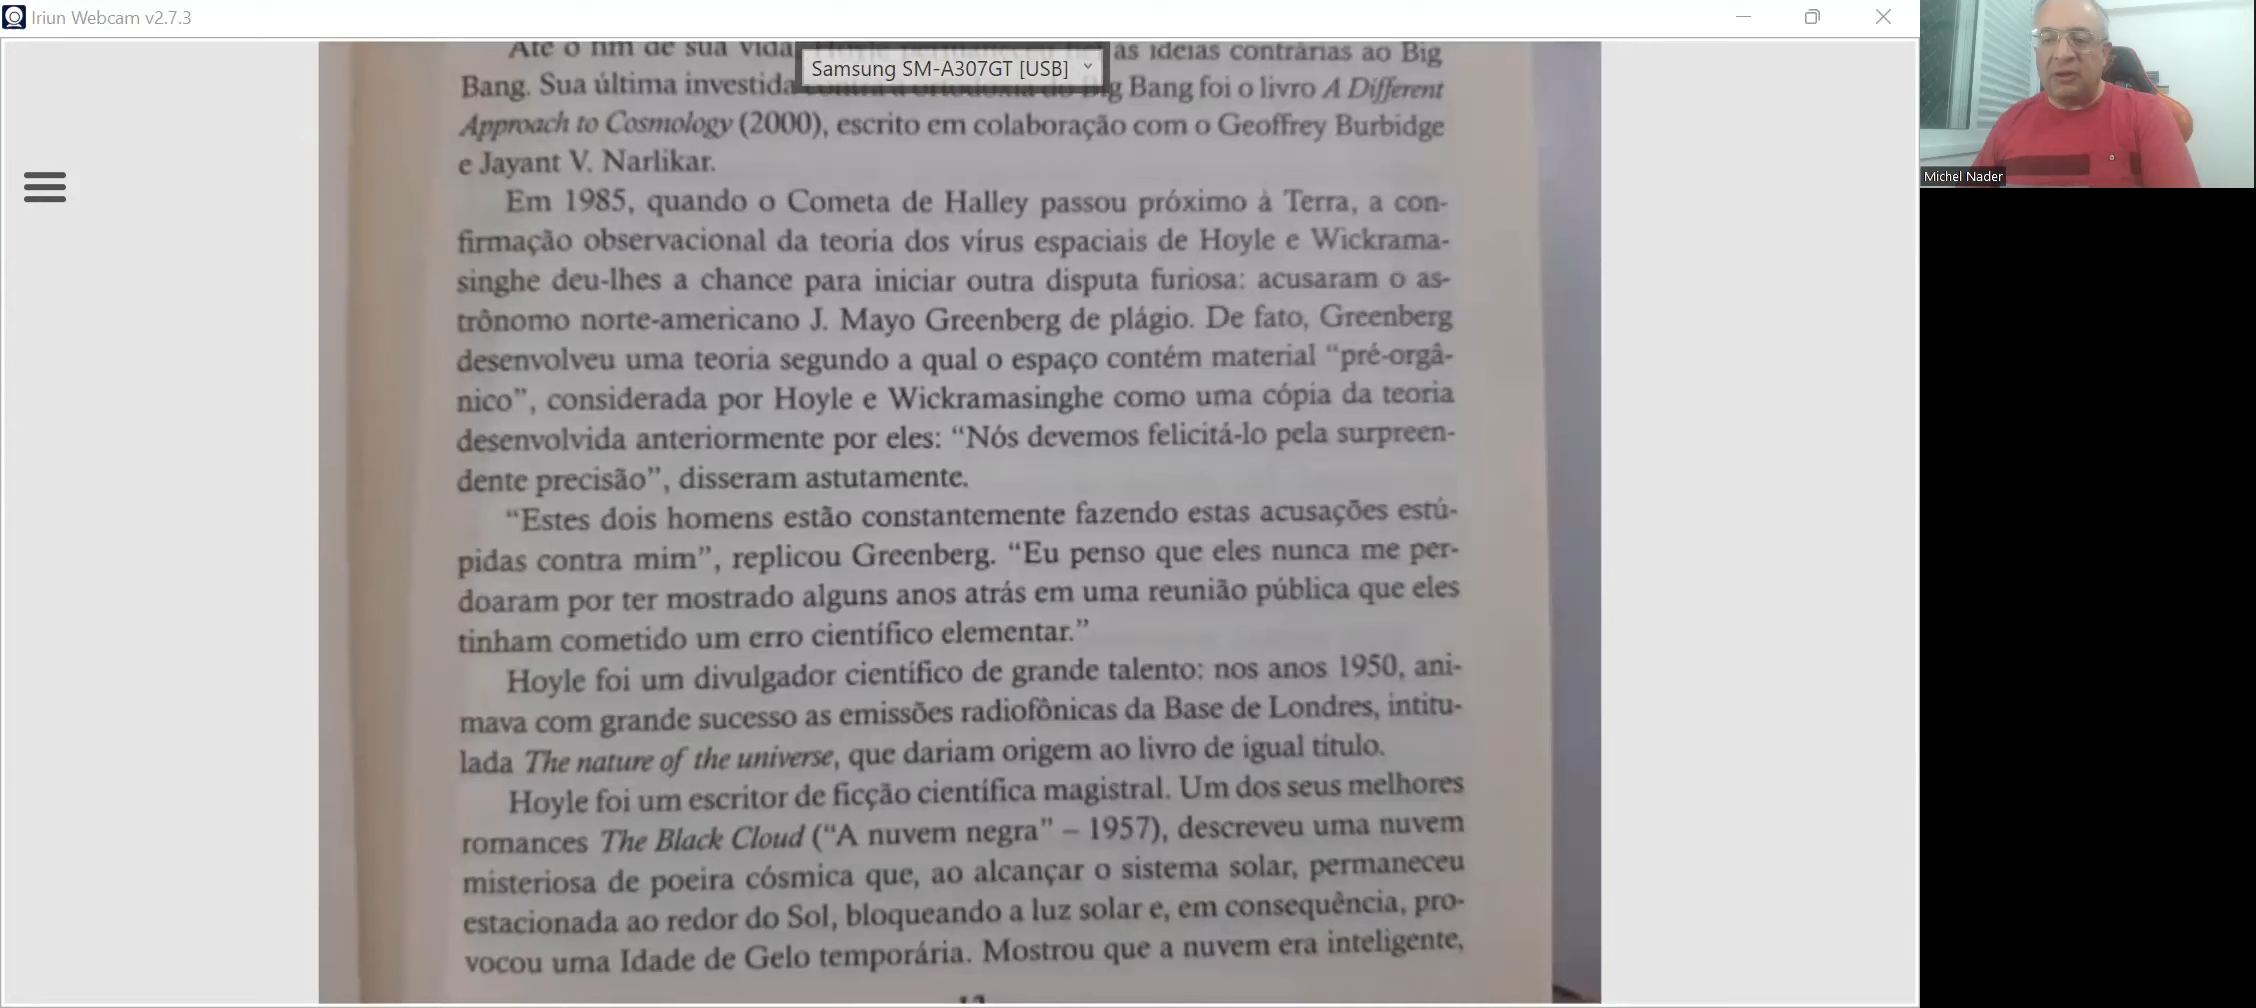 Iriun Webcam v2.7.3
Até o fim de sua vida às ideias contrárias ao Big
Samsung SM-A307GT [USB]
Bang. Sua última investida contra a ortodoxia do Big Bang foi o livro A Different
Approach to Cosmology (2000), escrito em colaboração com o Geoffrey Burbidge
e Jayant V. Narlikar.
Em 1985, quando o Cometa de Halley passou próximo à Terra, a con-
firmação observacional da teoria dos vírus espaciais de Hoyle e Wickrama-
singhe deu-lhes a chance para iniciar outra disputa furiosa: acusaram o as-
trônomo norte-americano J. Mayo Greenberg de plágio. De fato, Greenberg
desenvolveu uma teoria segundo a qual o espaço contém material “pré-orgâ-
nico”, considerada por Hoyle e Wickramasinghe como uma cópia da teoria
desenvolvida anteriormente por eles: “Nós devemos felicitá-lo pela surpreen-
dente precisão”, disseram astutamente.
“Estes dois homens estão constantemente fazendo estas acusações estú-
pidas contra mim”, replicou Greenberg. “Eu penso que eles nunca me per-
doaram por ter mostrado alguns anos atrás em uma reunião pública que eles
tinham cometido um erro científico elementar.”
Hoyle foi um divulgador científico de grande talento: nos anos 1950, ani-
mava com grande sucesso as emissões radiofônicas da Base de Londres, intitu-
lada The nature of the universe, que dariam origem ao livro de igual título.
Hoyle foi um escritor de ficção científica magistral. Um dos seus melhores
romances The Black Cloud (“A nuvem negra” – 1957), descreveu uma nuvem
misteriosa de poeira cósmica que, ao alcançar o sistema solar, permaneceu
estacionada ao redor do Sol, bloqueando a luz solar e, em consequência, pro-
vocou uma Idade de Gelo temporária. Mostrou que a nuvem era inteligente,
Michel Nader